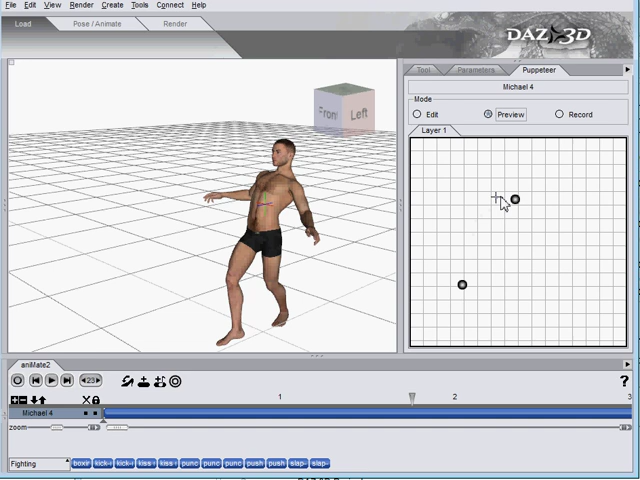 File Edit View Render Create Tools Connect Help
Load Pose / Animate Render
DAZ 3D
Tool Parameters Puppeteer
Michael 4
Mode
Edit Preview Record
Layer 1
Front Left
aniMate2
23 ?
1 2 3
Michael 4
zoom
Fighting boxir kick-i kick-i kiss kiss punc punc punc push push slap- slap-